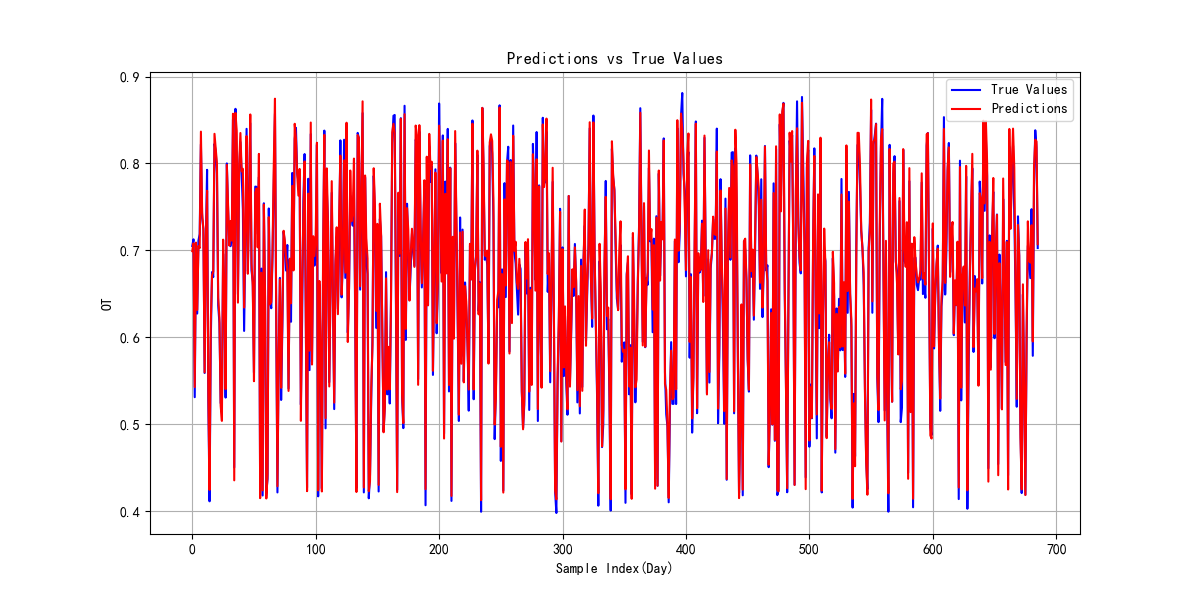 Predictions vs True Values
True Values
Predictions
0.9
0.8
0.7
0.6
0.5
0.4
OT
0 100 200 300 400 500 600 700
Sample Index(Day)